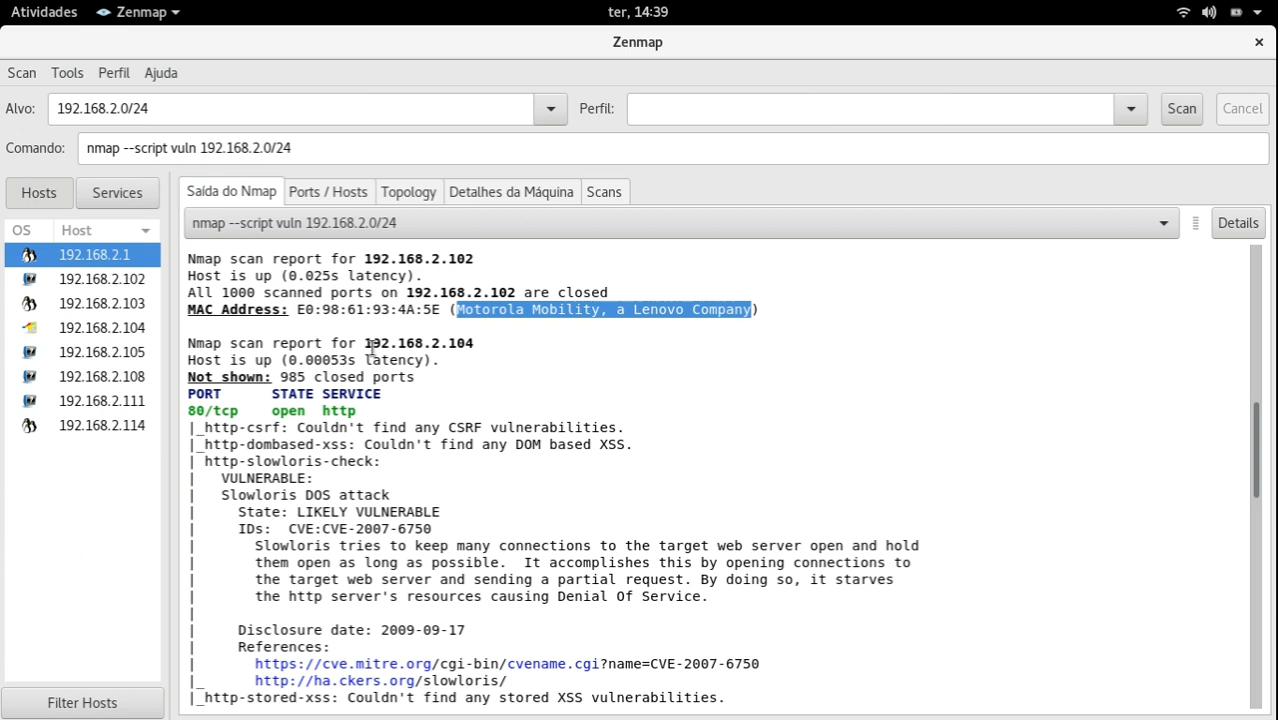 Atividades Zenmap ter, 14:39
Zenmap
Scan Tools Perfil Ajuda
Alvo: 192.168.2.0/24 Perfil: Scan Cancel
Comando: nmap --script vuln 192.168.2.0/24
Hosts Services Saída do Nmap Ports / Hosts Topology Detalhes da Máquina Scans
nmap --script vuln 192.168.2.0/24 Details
OS Host
192.168.2.1
192.168.2.102
192.168.2.103
192.168.2.104
192.168.2.105
192.168.2.108
192.168.2.111
192.168.2.114
Filter Hosts
Nmap scan report for 192.168.2.102
Host is up (0.025s latency).
All 1000 scanned ports on 192.168.2.102 are closed
MAC Address: E0:98:61:93:4A:5E (Motorola Mobility, a Lenovo Company)
Nmap scan report for 192.168.2.104
Host is up (0.00053s latency).
Not shown: 985 closed ports
PORT STATE SERVICE
80/tcp open http
|_http-csrf: Couldn't find any CSRF vulnerabilities.
|_http-dombased-xss: Couldn't find any DOM based XSS.
| http-slowloris-check:
| VULNERABLE:
| Slowloris DOS attack
| State: LIKELY VULNERABLE
| IDs: CVE:CVE-2007-6750
| Slowloris tries to keep many connections to the target web server open and hold
| them open as long as possible. It accomplishes this by opening connections to
| the target web server and sending a partial request. By doing so, it starves
| the http server's resources causing Denial Of Service.
|
| Disclosure date: 2009-09-17
| References:
| https://cve.mitre.org/cgi-bin/cvename.cgi?name=CVE-2007-6750
|_ http://ha.ckers.org/slowloris/
|_http-stored-xss: Couldn't find any stored XSS vulnerabilities.